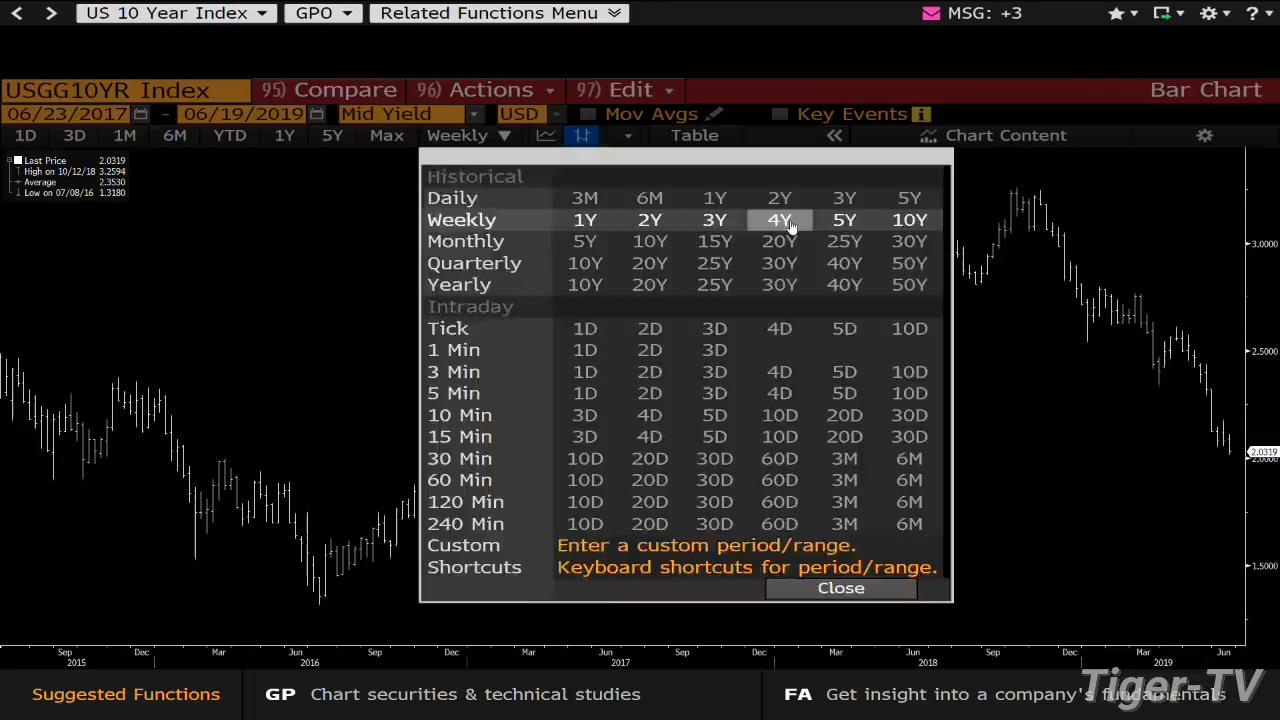 US 10 Year Index GPO Related Functions Menu MSG: +3 ?
USGG10YR Index 95) Compare 96) Actions 97) Edit Bar Chart
06/23/2017 - 06/19/2019 Mid Yield USD Mov Avgs Key Events
1D 3D 1M 6M YTD 1Y 5Y Max Weekly Table Chart Content
Last Price 2.0319
High on 10/12/18 3.2594
Average 2.3530
Low on 07/08/16 1.3180
Historical
Daily 3M 6M 1Y 2Y 3Y 5Y
Weekly 1Y 2Y 3Y 4Y 5Y 10Y
Monthly 5Y 10Y 15Y 20Y 25Y 30Y
Quarterly 10Y 20Y 25Y 30Y 40Y 50Y
Yearly 10Y 20Y 25Y 30Y 40Y 50Y
Intraday
Tick 1D 2D 3D 4D 5D 10D
1 Min 1D 2D 3D
3 Min 1D 2D 3D 4D 5D 10D
5 Min 1D 2D 3D 4D 5D 10D
10 Min 3D 4D 5D 10D 20D 30D
15 Min 3D 4D 5D 10D 20D 30D
30 Min 10D 20D 30D 60D 3M 6M
60 Min 10D 20D 30D 60D 3M 6M
120 Min 10D 20D 30D 60D 3M 6M
240 Min 10D 20D 30D 60D 3M 6M
Custom Enter a custom period/range.
Shortcuts Keyboard shortcuts for period/range.
Close
3.0000
2.5000
2.0319
2.0000
1.5000
Sep Dec Mar Jun Sep Dec Mar Jun Sep Dec Mar Jun Sep Dec Mar Jun
2015 2016 2017 2018 2019
Suggested Functions GP Chart securities & technical studies FA Get insight into a company's fundamentals
Tiger-TV